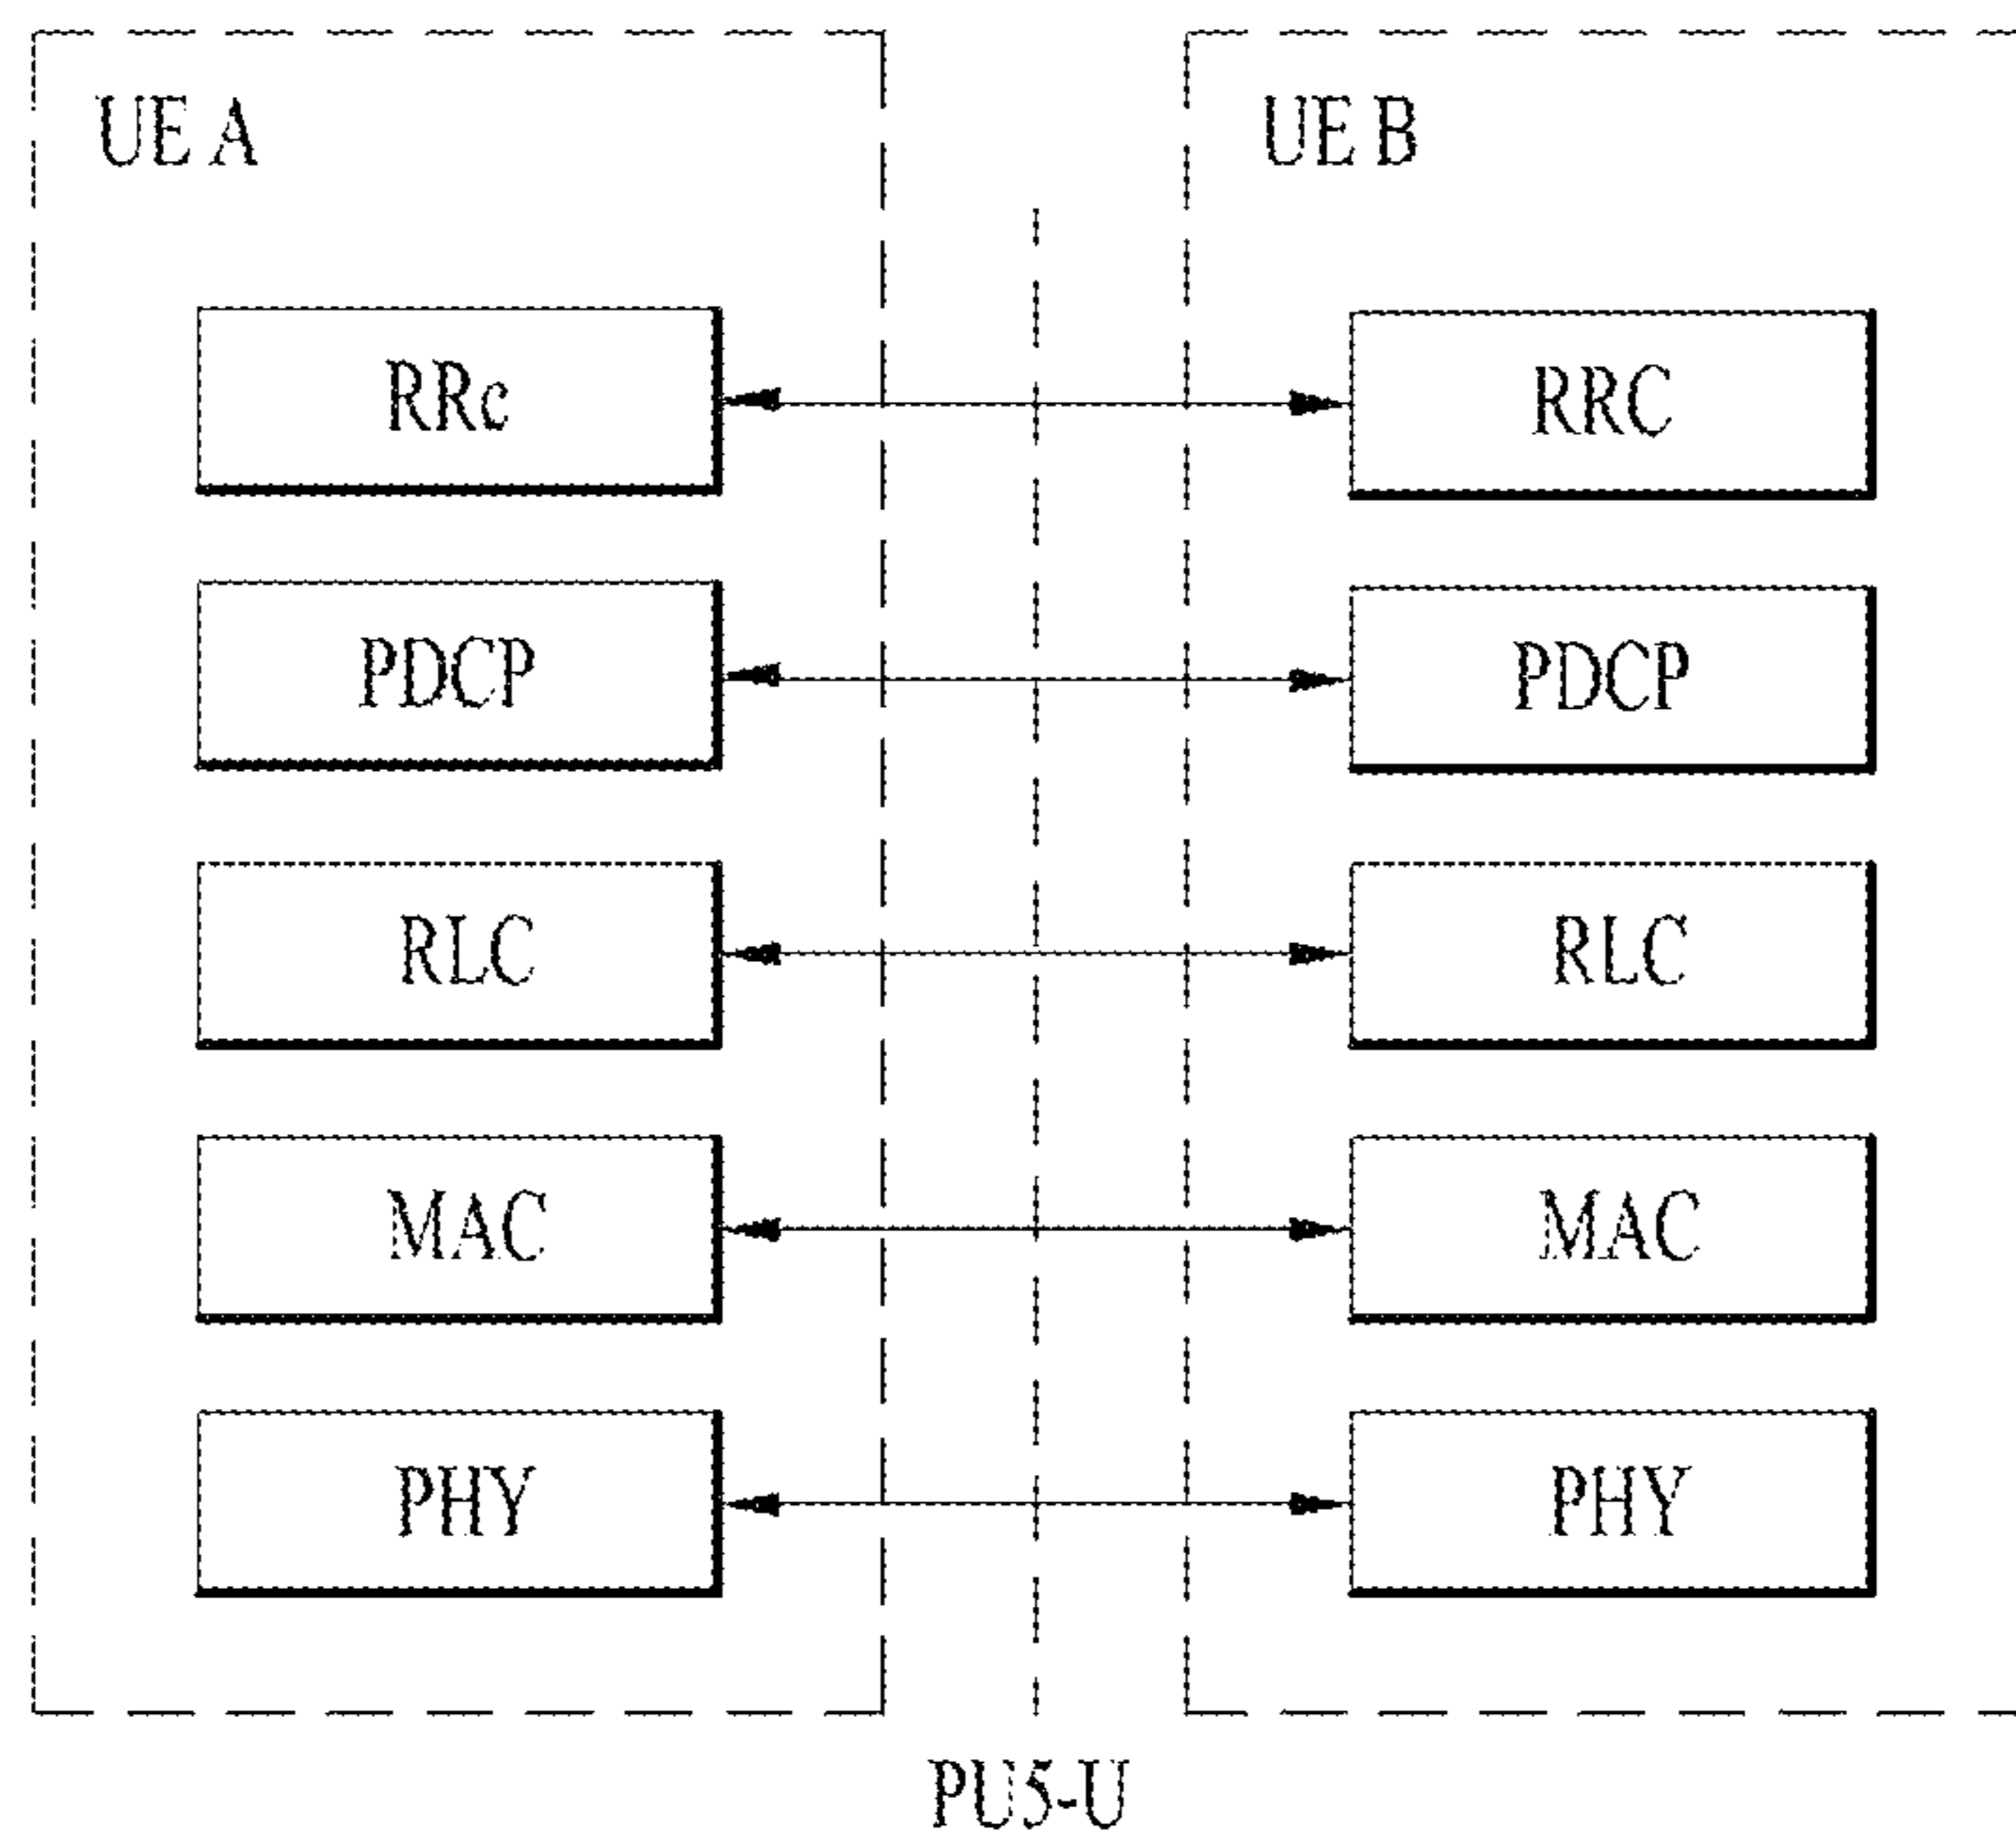 UE A
UE B
RRc
RRC
PDCP
PDCP
RLC
RLC
MAC
MAC
PHY
PHY
PU5-U